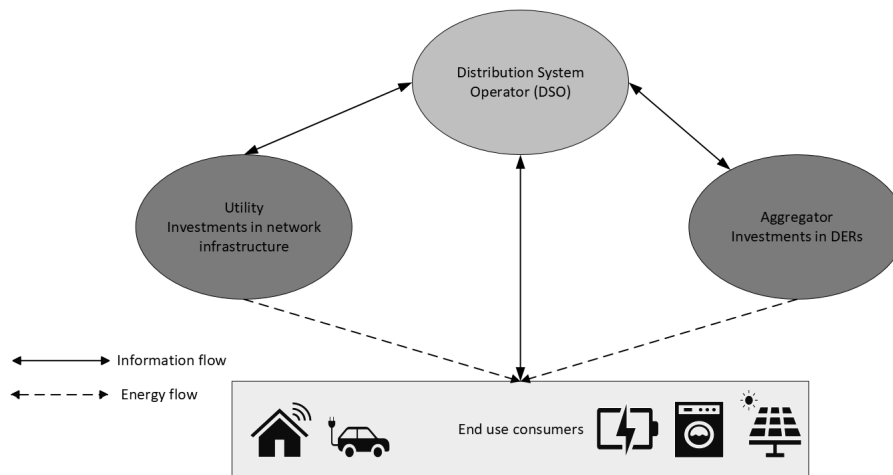 Distribution System
Operator (DSO)
Utility
Investments in network
infrastructure
Aggregator
Investments in DERs
Information flow
Energy flow
End use consumers